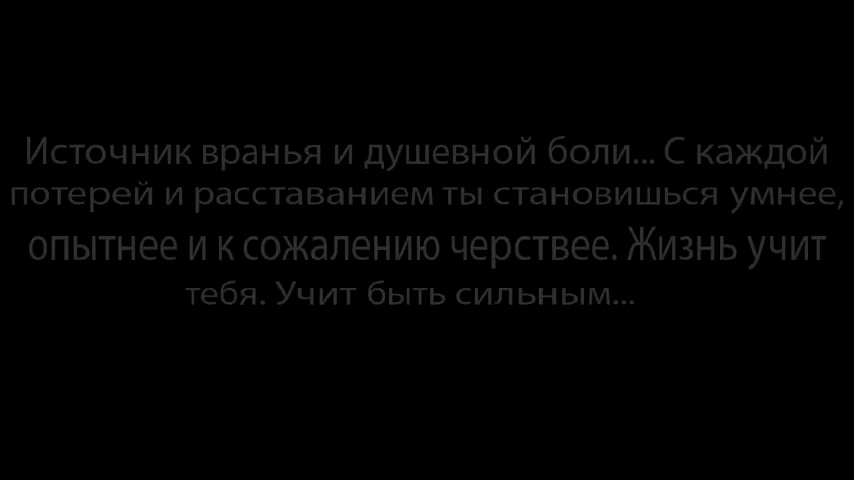 Источник вранья и душевной боли... С каждой
потерей и расставанием ты становишься умнее,
опытнее и к сожалению черствее. Жизнь учит
тебя. Учит быть сильным...